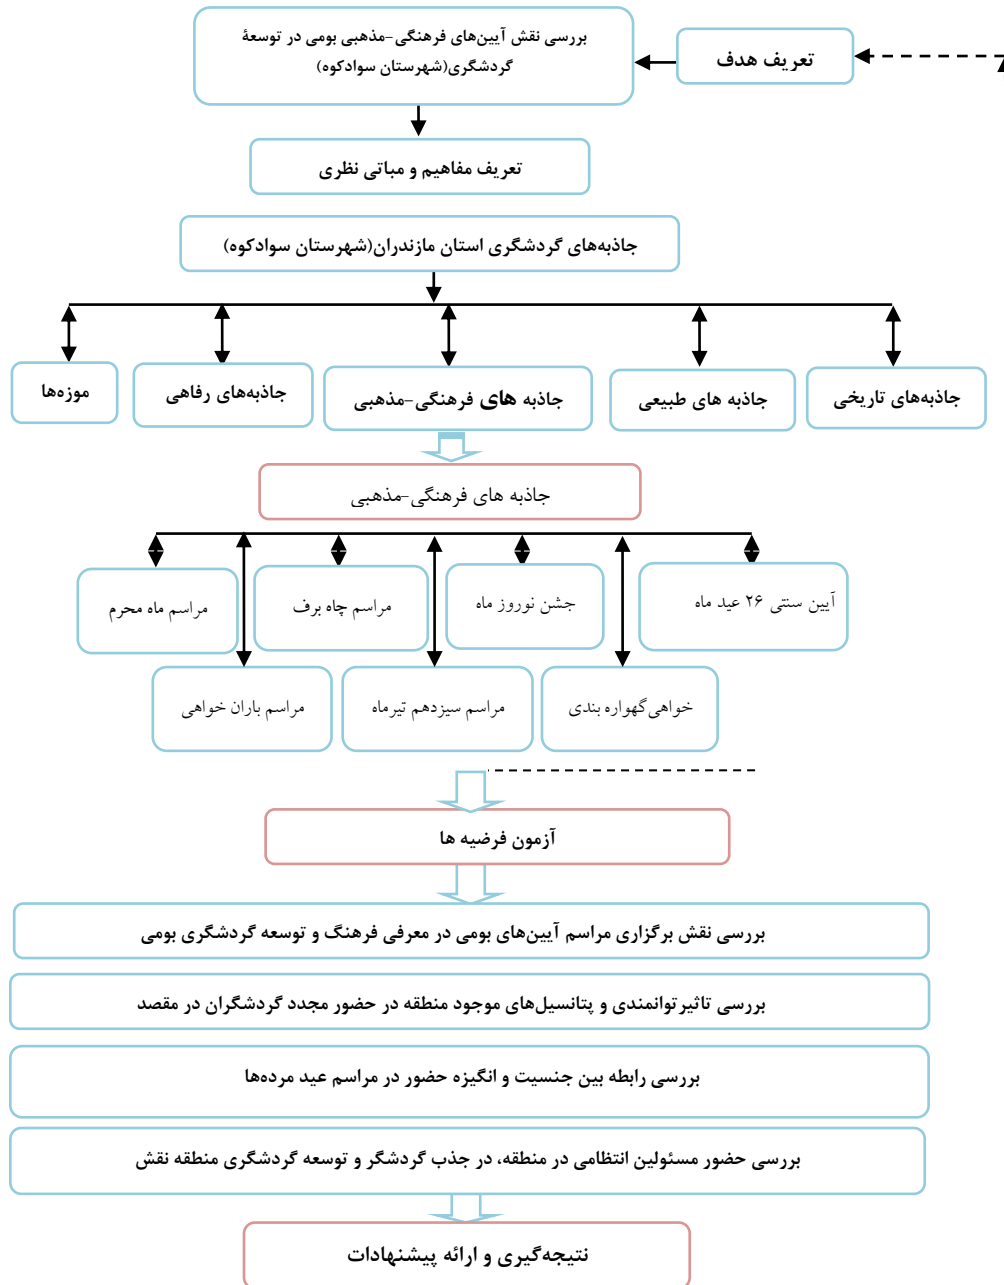 تعریف هدف
بررسی نقش آیین‌های فرهنگی-مذهبی بومی در توسعهٔ
گردشگری(شهرستان سوادکوه)
تعریف مفاهیم و مباتی نظری
جاذبه‌های گردشگری استان مازندران(شهرستان سوادکوه)
جاذبه‌های تاریخی
جاذبه های طبیعی
جاذبه های فرهنگی-مذهبی
جاذبه‌های رفاهی
موزه‌ها
جاذبه های فرهنگی-مذهبی
آیین سنتی ۲۶ عید ماه
جشن نوروز ماه
مراسم چاه برف
مراسم ماه محرم
خواهی‌گهواره بندی
مراسم سیزدهم تیرماه
مراسم باران خواهی
آزمون فرضیه ها
بررسی نقش برگزاری مراسم آیین‌های بومی در معرفی فرهنگ و توسعه گردشگری بومی
بررسی تاثیرتوانمندی و پتانسیل‌های موجود منطقه در حضور مجدد گردشگران در مقصد
بررسی رابطه بین جنسیت و انگیزه حضور در مراسم عید مرده‌ها
بررسی حضور مسئولین انتظامی در منطقه، در جذب گردشگر و توسعه گردشگری منطقه نقش
نتیجه‌گیری و ارائه پیشنهادات